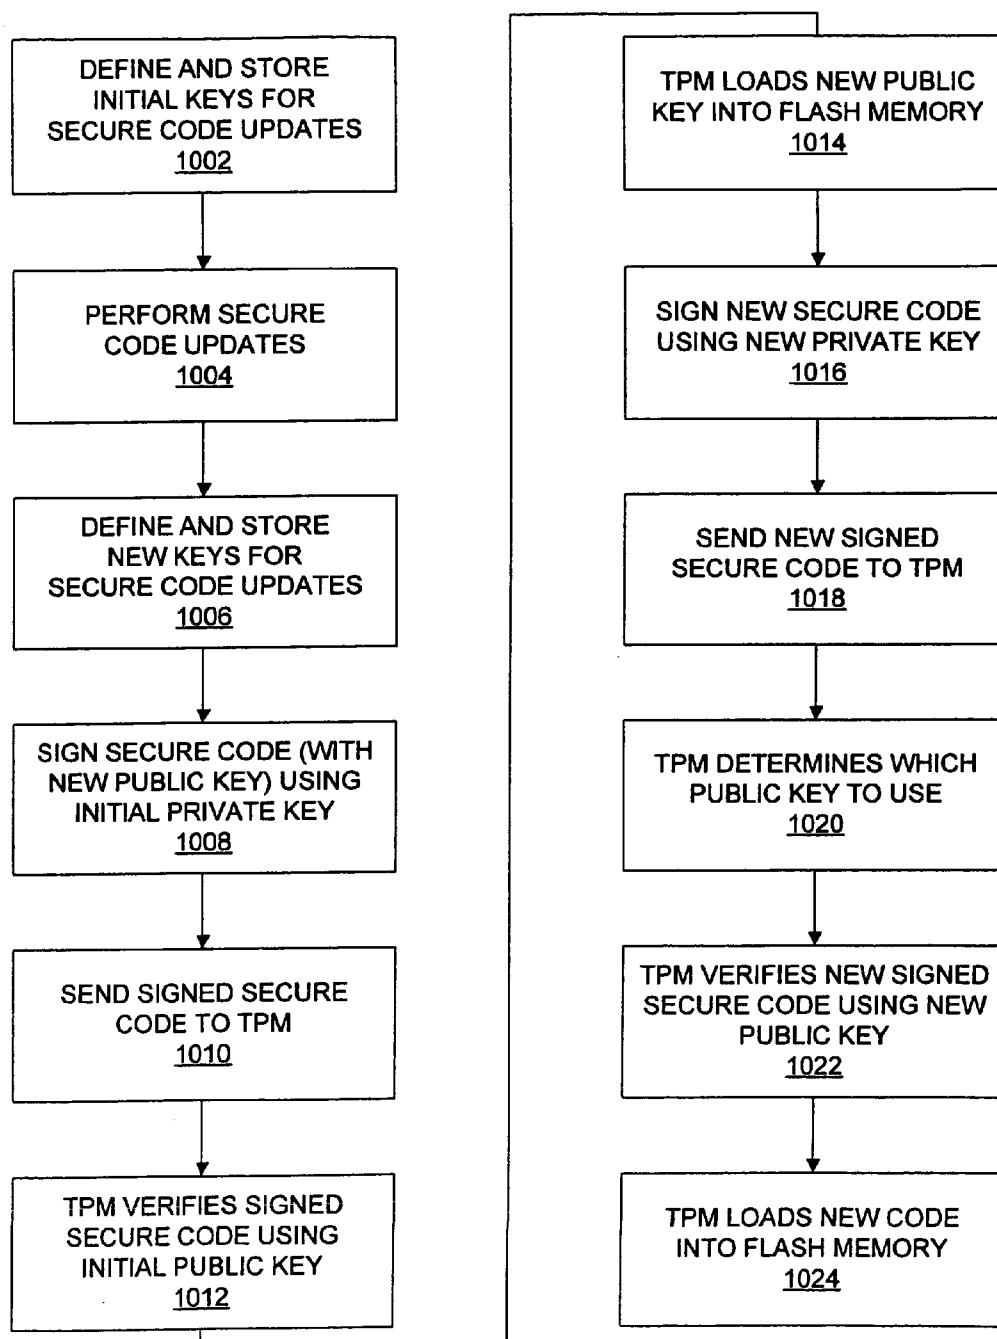 DEFINE AND STORE
INITIAL KEYS FOR
SECURE CODE UPDATES
1002
PERFORM SECURE
CODE UPDATES
1004
DEFINE AND STORE
NEW KEYS FOR
SECURE CODE UPDATES
1006
SIGN SECURE CODE (WITH
NEW PUBLIC KEY) USING
INITIAL PRIVATE KEY
1008
SEND SIGNED SECURE
CODE TO TPM
1010
TPM VERIFIES SIGNED
SECURE CODE USING
INITIAL PUBLIC KEY
1012
TPM LOADS NEW PUBLIC
KEY INTO FLASH MEMORY
1014
SIGN NEW SECURE CODE
USING NEW PRIVATE KEY
1016
SEND NEW SIGNED
SECURE CODE TO TPM
1018
TPM DETERMINES WHICH
PUBLIC KEY TO USE
1020
TPM VERIFIES NEW SIGNED
SECURE CODE USING NEW
PUBLIC KEY
1022
TPM LOADS NEW CODE
INTO FLASH MEMORY
1024